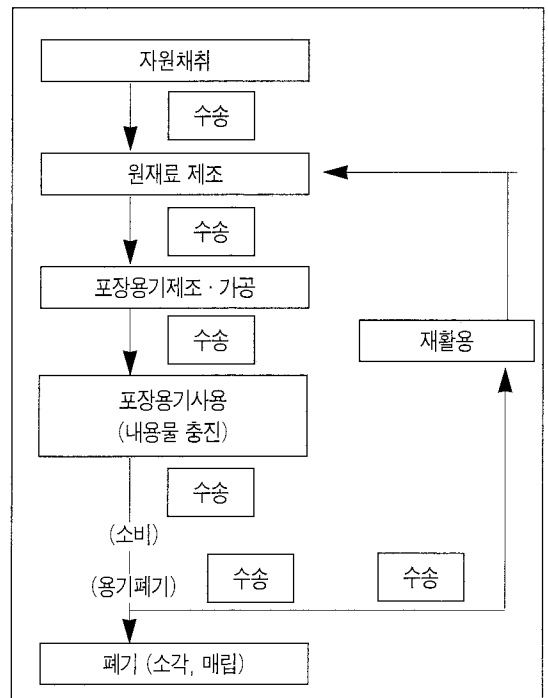 자원채취
수송
원재료 제조
수송
포장용기제조 · 가공
수송
재활용
포장용기사용
(내용물 충진)
수송
(소비)
(용기폐기)
수송
수송
폐기 (소각, 매립)